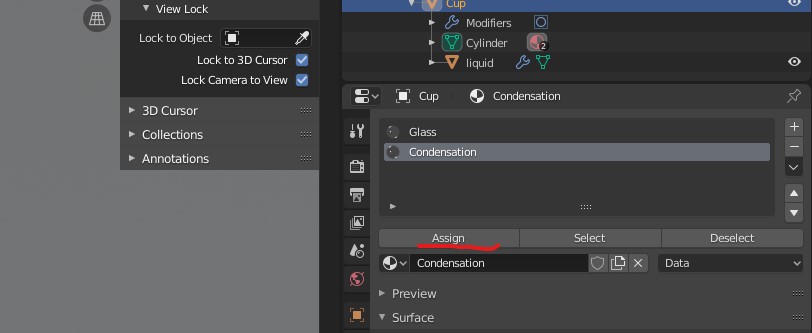 View Lock
Lock to Object
Lock to 3D Cursor
Lock Camera to View
3D Cursor
Collections
Annotations
Cup
Modifiers
Cylinder
2
liquid
Cup
Condensation
Glass
Condensation
Assign Select Deselect
Condensation Data
Preview
Surface